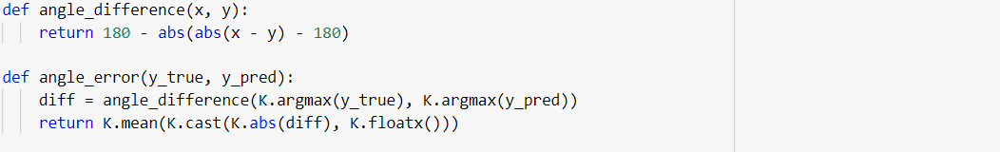 def angle_difference(x, y):
    return 180 - abs(abs(x - y) - 180)
def angle_error(y_true, y_pred):
    diff = angle_difference(K.argmax(y_true), K.argmax(y_pred))
    return K.mean(K.cast(K.abs(diff), K.floatx()))